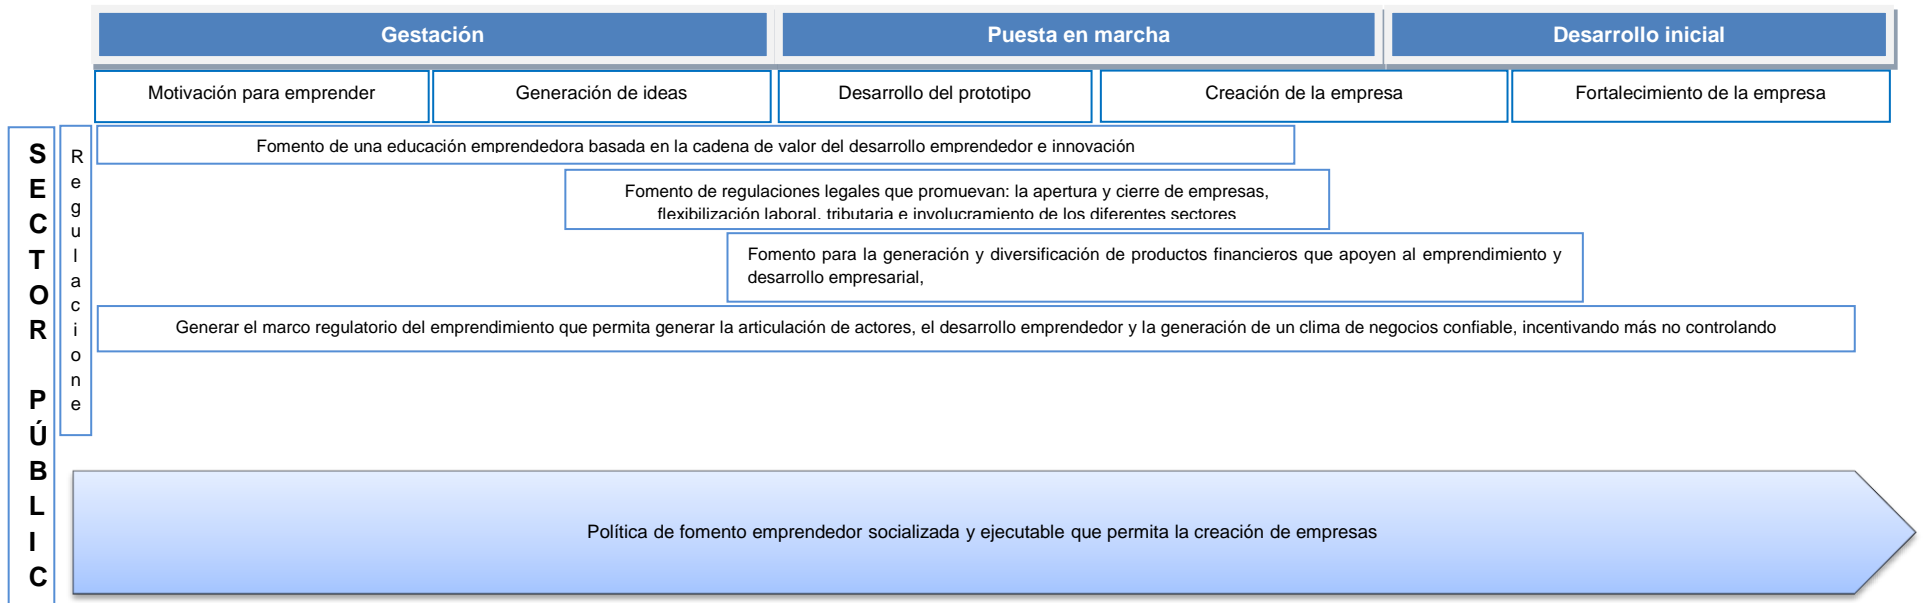 Gestación
Puesta en marcha
Desarrollo inicial
Motivación para emprender
Generación de ideas
Desarrollo del prototipo
Creación de la empresa
Fortalecimiento de la empresa
SECTOR PÚBLIC
Regulacione
Fomento de una educación emprendedora basada en la cadena de valor del desarrollo emprendedor e innovación
Fomento de regulaciones legales que promuevan: la apertura y cierre de empresas,
flexibilización laboral, tributaria e involucramiento de los diferentes sectores
Fomento para la generación y diversificación de productos financieros que apoyen al emprendimiento y
desarrollo empresarial,
Generar el marco regulatorio del emprendimiento que permita generar la articulación de actores, el desarrollo emprendedor y la generación de un clima de negocios confiable, incentivando más no controlando
Política de fomento emprendedor socializada y ejecutable que permita la creación de empresas